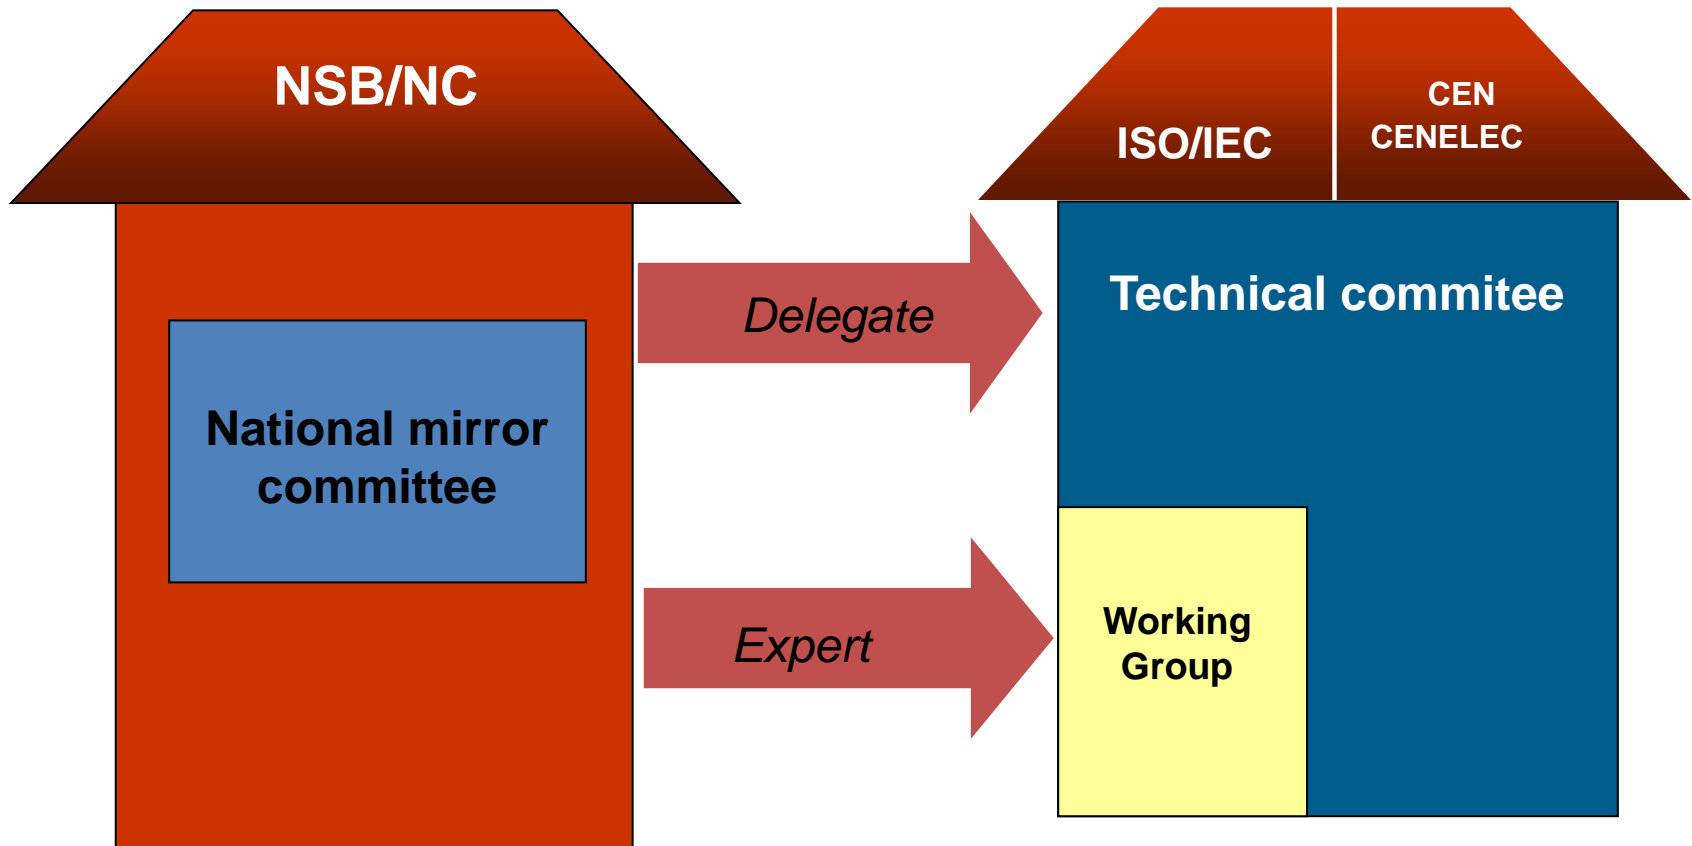 NSB/NC
National mirror
committee
Delegate
Expert
ISO/IEC
CEN
CENELEC
Technical commitee
Working
Group